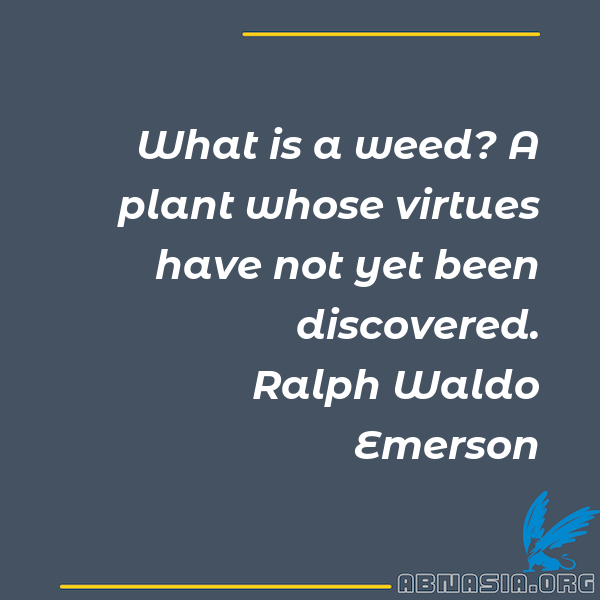 What is a weed? A
plant whose virtues
have not yet been
discovered.
Ralph Waldo
Emerson
ABNASIA.ORG